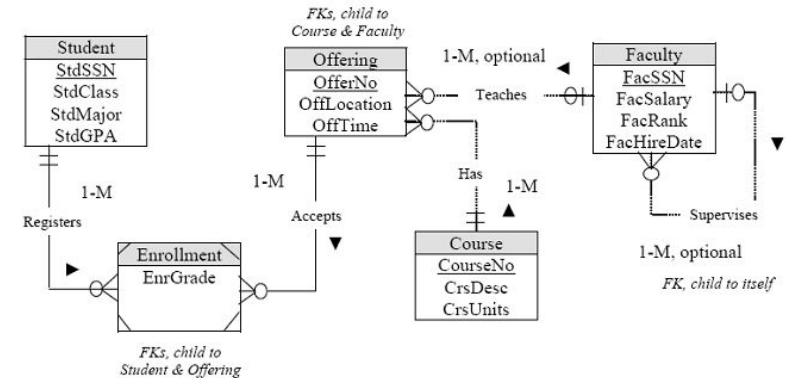 FKs, child to
Course & Faculty
Student
StdSSN
StdClass
StdMajor
StdGPA
Offering
OfferNo
OffLocation
OffTime
1-M, optional
Teaches
Faculty
FacSSN
FacSalary
FacRank
FacHireDate
1-M
Registers
1-M
Accepts
Has
1-M
Supervises
1-M, optional
FK, child to itself
Enrollment
EnrGrade
Course
CourseNo
CrsDesc
CrsUnits
FKs, child to
Student & Offering